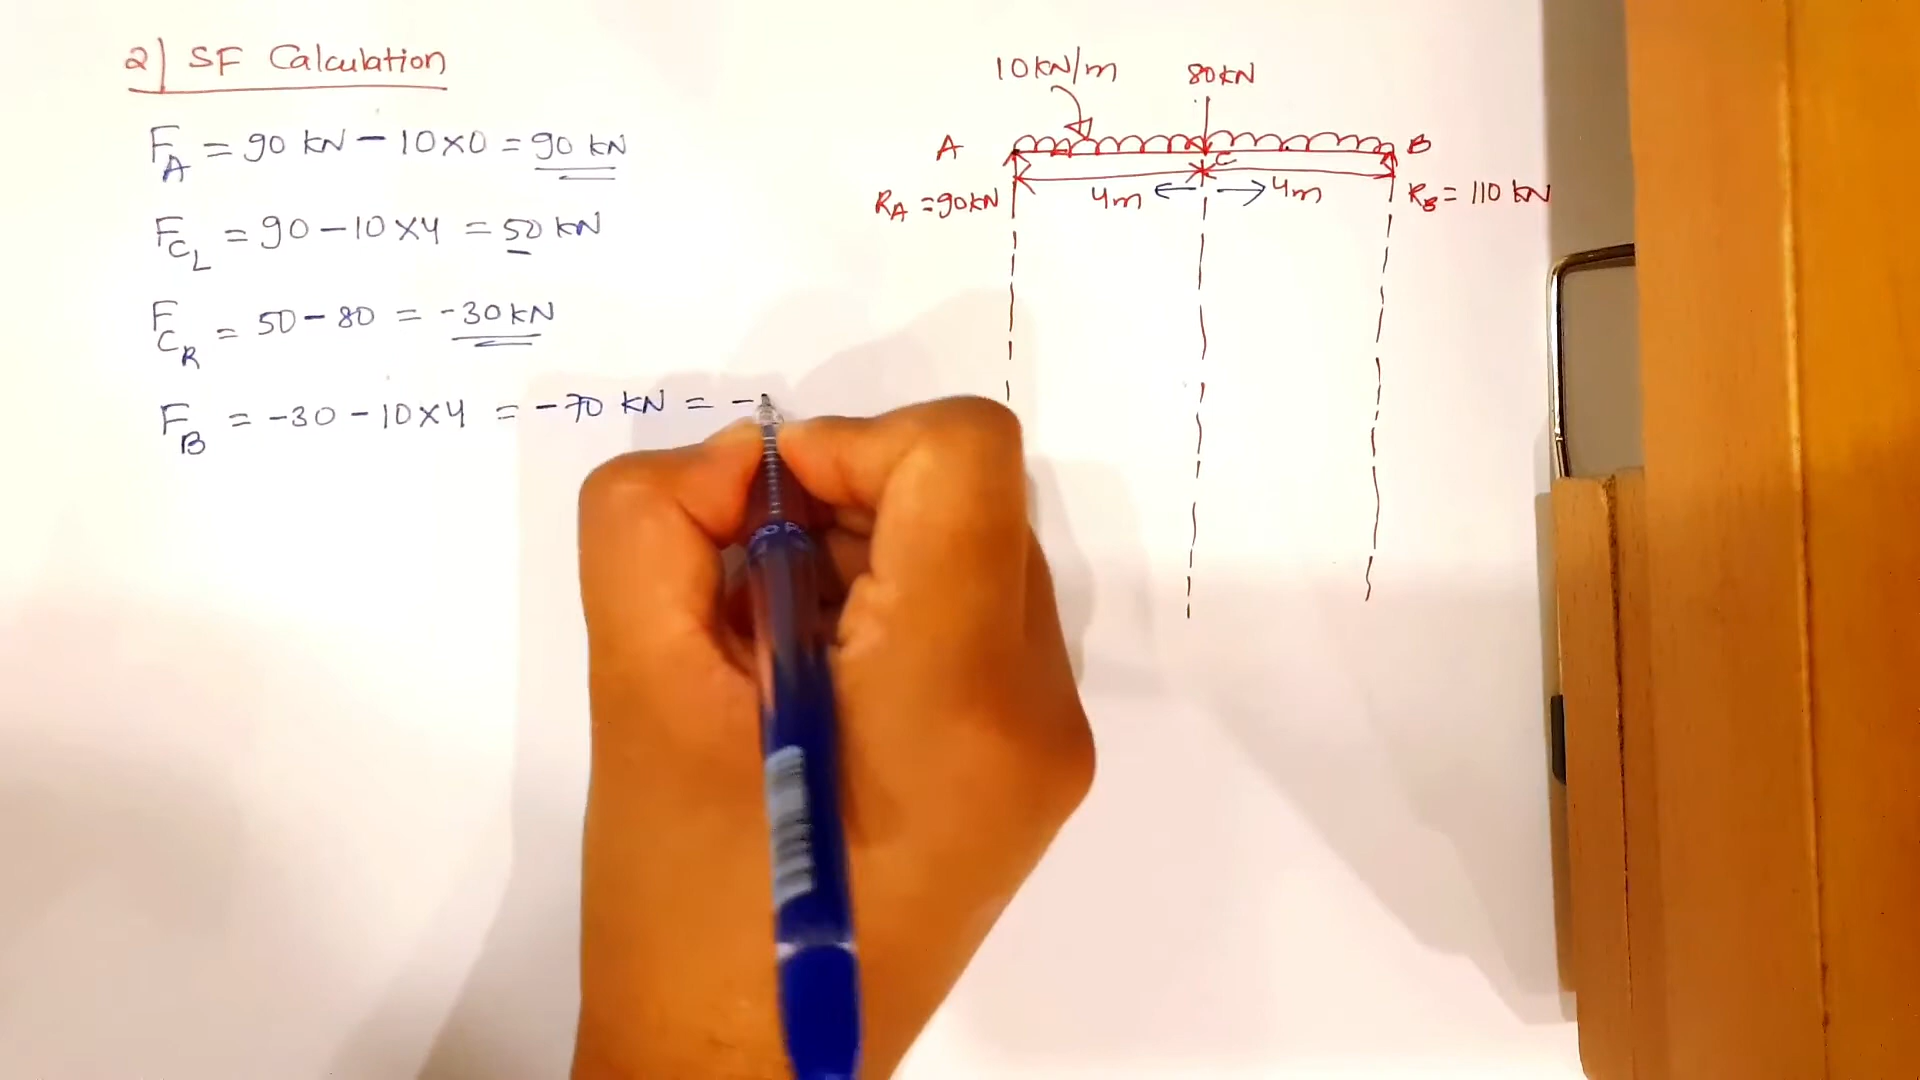 2) SF Calculation
F_A = 90 kN - 10×0 = 90 kN
F_CL = 90 - 10×4 = 50 kN
F_CR = 50 - 80 = -30 kN
F_B = -30 - 10×4 = -70 kN = -
10 kN/m 80 kN
A B
C
R_A = 90 kN 4m 4m R_B = 110 kN